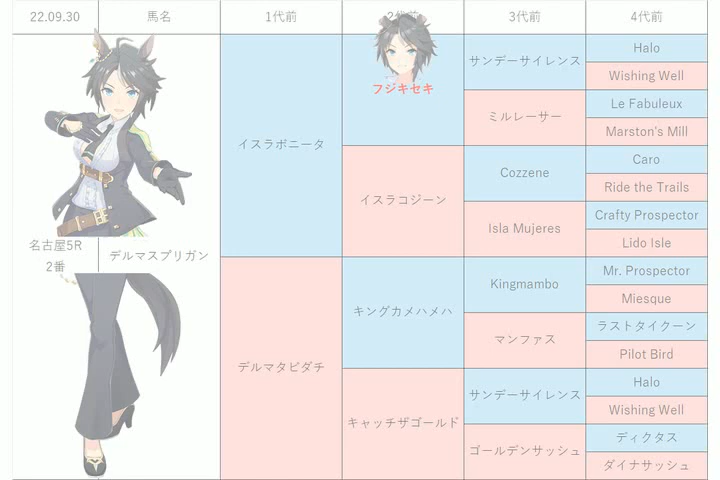 22.09.30
馬名
1代前
2代前
3代前
4代前
名古屋5R
2番
デルマスプリガン
イスラボニータ
デルマタビダチ
フジキセキ
イスラコジーン
キングカメハメハ
キャッチザゴールド
サンデーサイレンス
ミルレーサー
Cozzene
Isla Mujeres
Kingmambo
マンファス
サンデーサイレンス
ゴールデンサッシュ
Halo
Wishing Well
Le Fabuleux
Marston's Mill
Caro
Ride the Trails
Crafty Prospector
Lido Isle
Mr. Prospector
Miesque
ラストタイクーン
Pilot Bird
Halo
Wishing Well
ディクタス
ダイナサッシュ